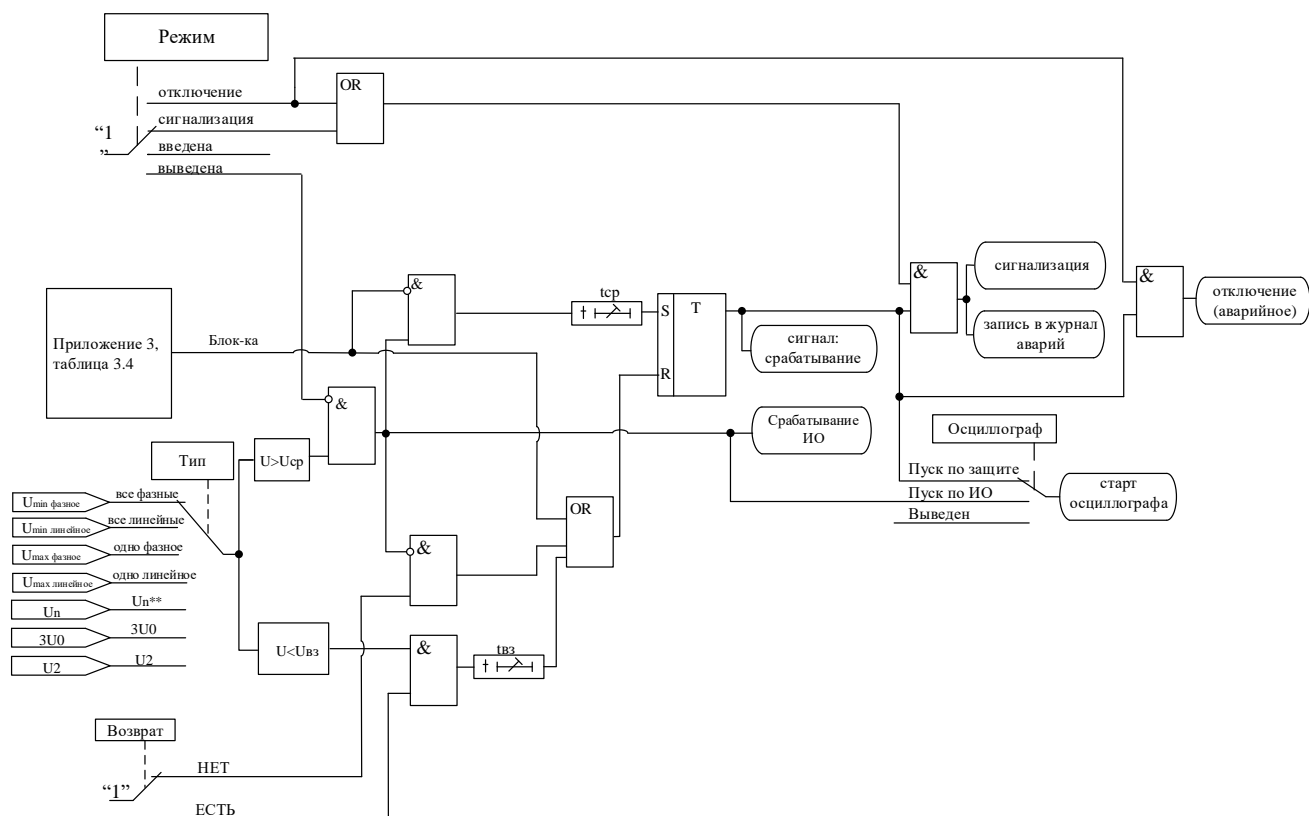 Режим
отключение
OR
сигнализация
“1
”
введена
выведена
&
сигнализация
&
tср
отключение
(аварийное)
S
T
запись в журнал
аварий
Приложение 3,
таблица 3.4
Блок-ка
сигнал:
срабатывание
R
&
Срабатывание
ИО
Осциллограф
Тип
U>Uср
Пуск по защите
старт
осциллографа
Umin фазное
все фазные
Пуск по ИО
OR
Выведен
Umin линейное
все линейные
&
Umax фазное
одно фазное
Umax линейное
одно линейное
Un
Un**
3U0
3U0
U<Uвз
&
tвз
U2
U2
Возврат
НЕТ
“1”
ЕСТЬ
&